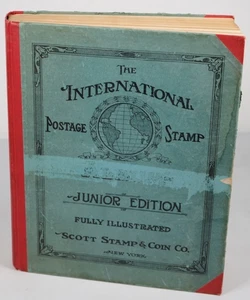 THE
INTERNATIONAL
POSTAGE STAMP
JUNIOR EDITION
FULLY ILLUSTRATED
SCOTT STAMP & COIN CO.
NEW YORK